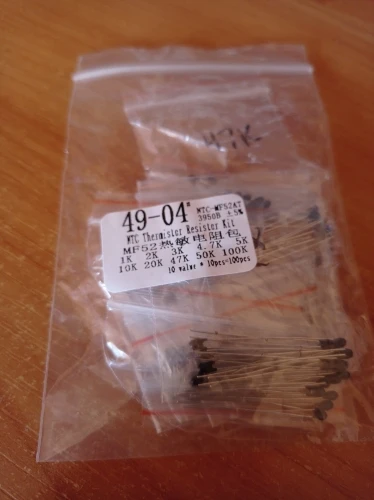 49-04#
NTC-MF52AT
3950B ±5%
NTC Thermistor Resistor Kit
MF52热敏电阻包
1K 2K 3K 4.7K 5K
10K 20K 47K 50K 100K
10 value * 10pcs=100pcs